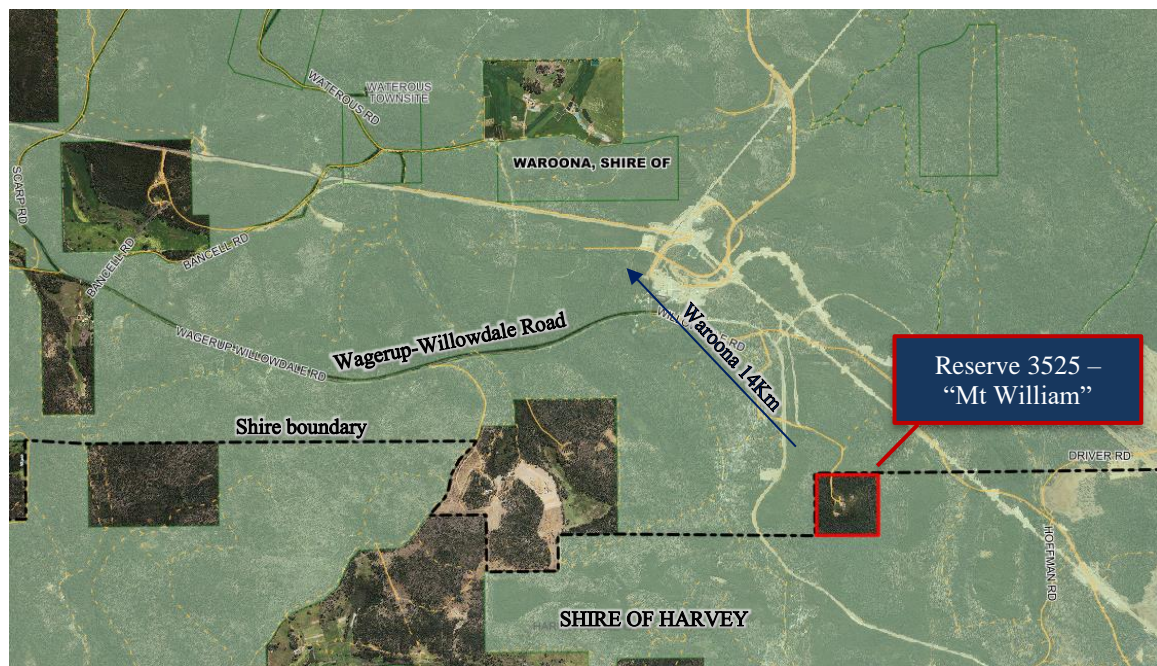 WATEROUS
TOWNSITE
WATEROUS RD
WAROONA, SHIRE OF
SCARP RD
BANCELL RD
BANCELL RD
WAGERUP-WILLOWDALE RD
Wagerup-Willowdale Road
RD
Waroona 14Km
Reserve 3525 –
“Mt William”
Shire boundary
DRIVER RD
HOFFMAN RD
SHIRE OF HARVEY